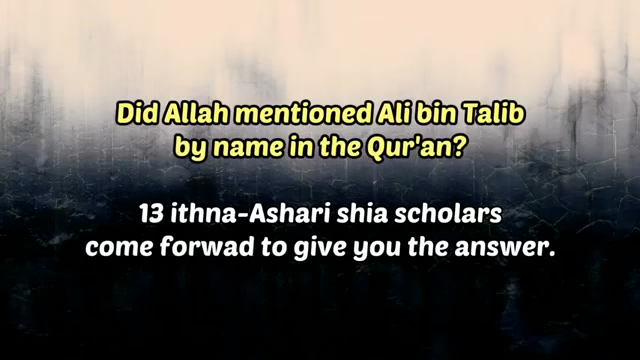 Did Allah mentioned Ali bin Talib
by name in the Qur'an?
13 ithna-Ashari shia scholars
come forwad to give you the answer.